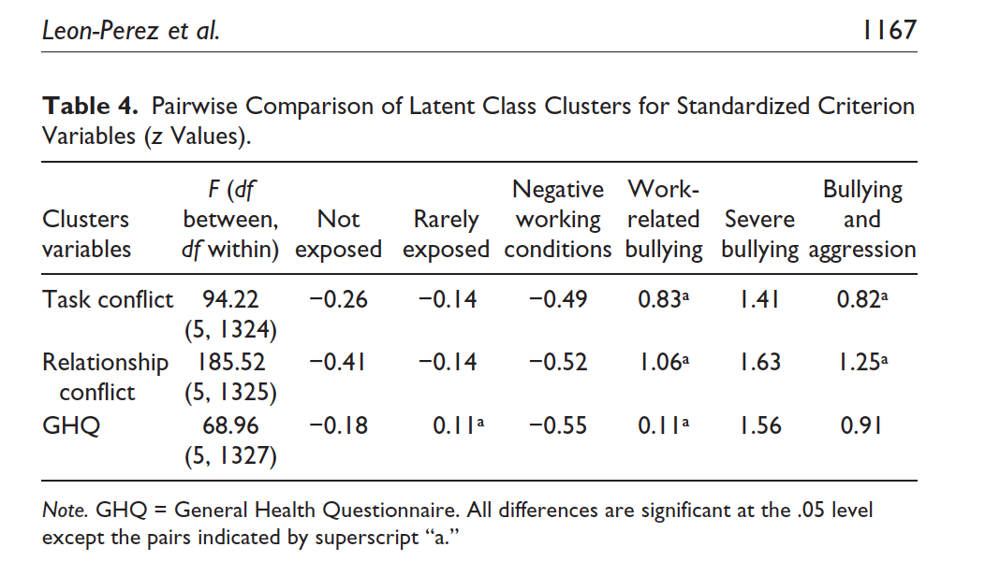 Leon-Perez et al. 1167
Table 4. Pairwise Comparison of Latent Class Clusters for Standardized Criterion
Variables (z Values).
F (df Negative Work- Bullying
Clusters between, Not Rarely working related Severe and
variables df within) exposed exposed conditions bullying bullying aggression
Task conflict 94.22 −0.26 −0.14 −0.49 0.83ᵃ 1.41 0.82ᵃ
(5, 1324)
Relationship 185.52 −0.41 −0.14 −0.52 1.06ᵃ 1.63 1.25ᵃ
conflict (5, 1325)
GHQ 68.96 −0.18 0.11ᵃ −0.55 0.11ᵃ 1.56 0.91
(5, 1327)
Note. GHQ = General Health Questionnaire. All differences are significant at the .05 level
except the pairs indicated by superscript “a.”